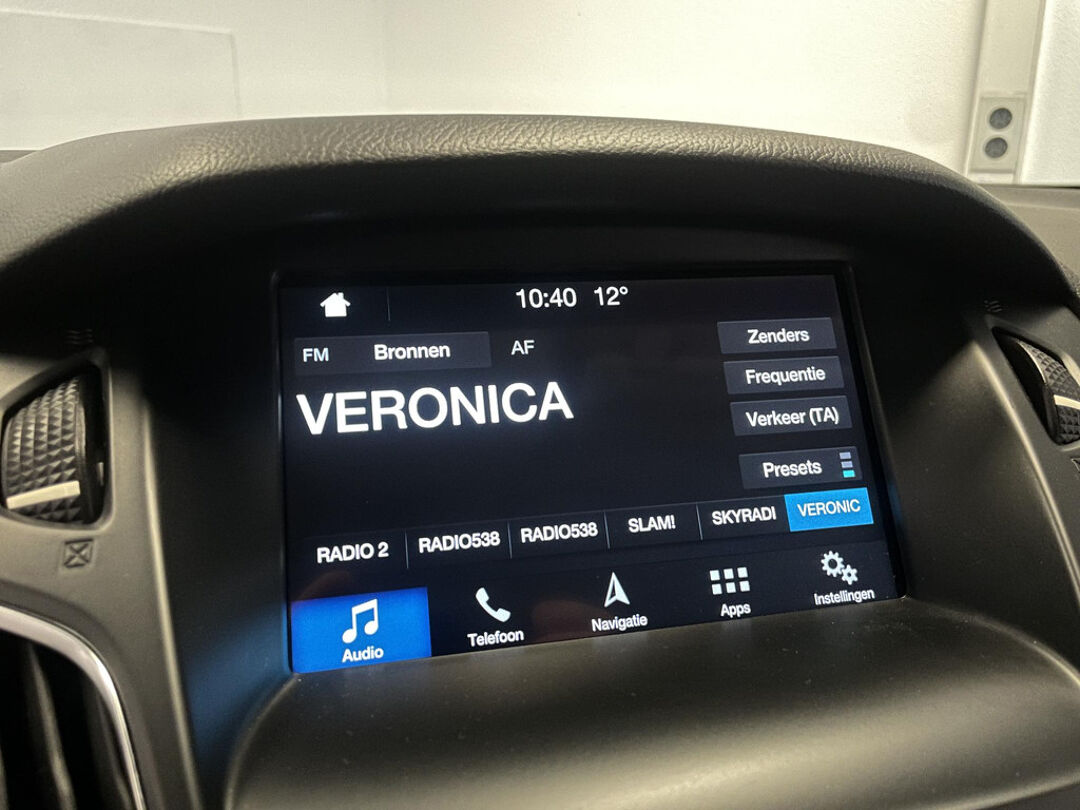 10:40 12°
FM Bronnen AF
Zenders
VERONICA
Frequentie
Verkeer (TA)
Presets
RADIO 2 RADIO538 RADIO538 SLAM! SKYRADI VERONIC
Audio Telefoon Navigatie Apps Instellingen